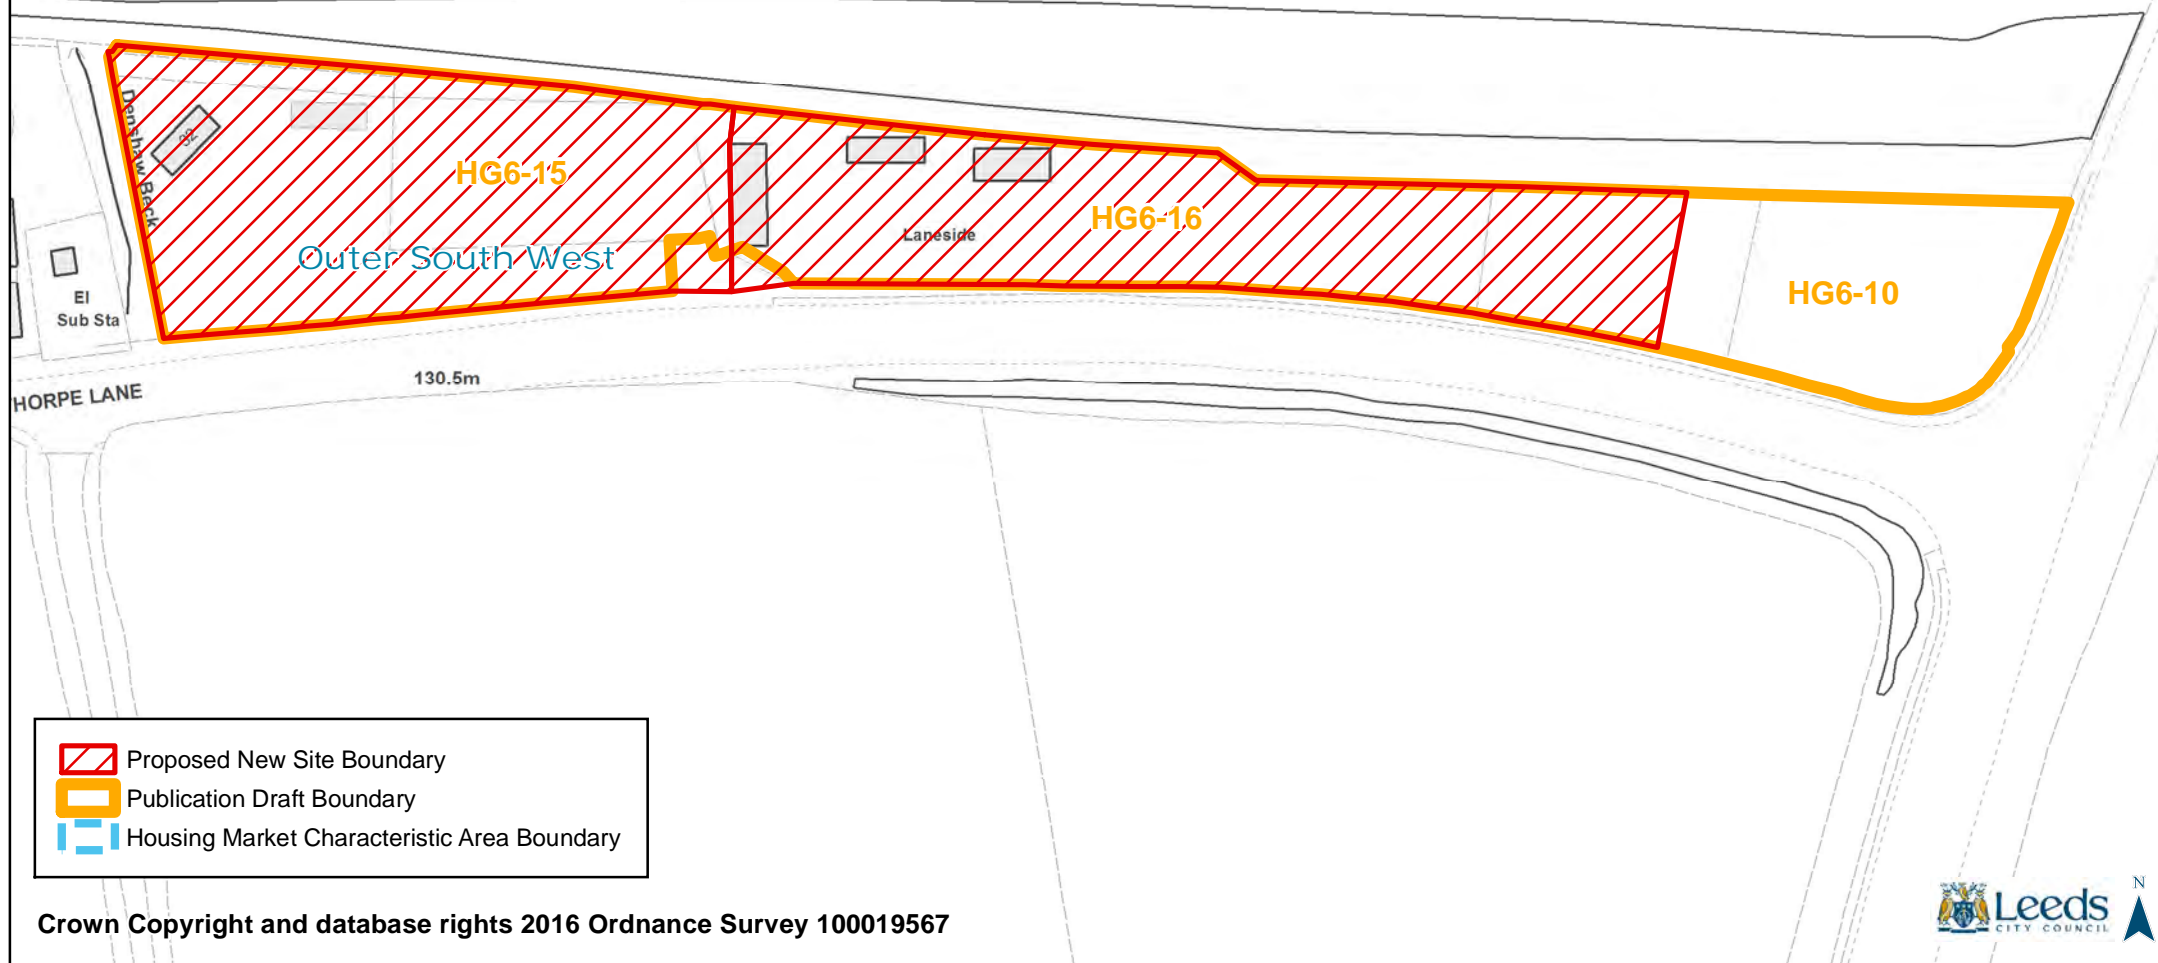 Denshaw Beck
32
HG6-15
HG6-16
Laneside
Outer South West
HG6-10
El
Sub Sta
130.5m
HORPE LANE
Proposed New Site Boundary
Publication Draft Boundary
Housing Market Characteristic Area Boundary
Crown Copyright and database rights 2016 Ordnance Survey 100019567
Leeds
CITY COUNCIL
N